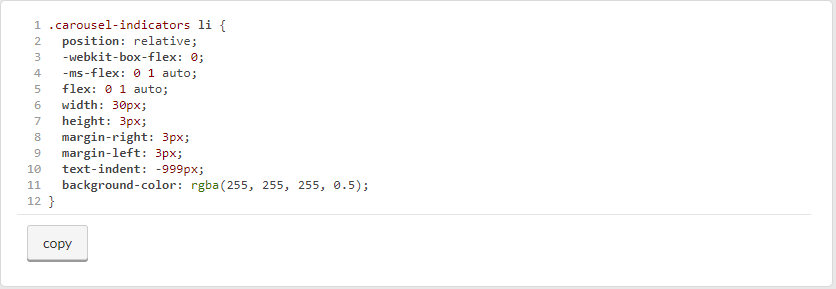 1 .carousel-indicators li {
2 position: relative;
3 -webkit-box-flex: 0;
4 -ms-flex: 0 1 auto;
5 flex: 0 1 auto;
6 width: 30px;
7 height: 3px;
8 margin-right: 3px;
9 margin-left: 3px;
10 text-indent: -999px;
11 background-color: rgba(255, 255, 255, 0.5);
12 }
copy